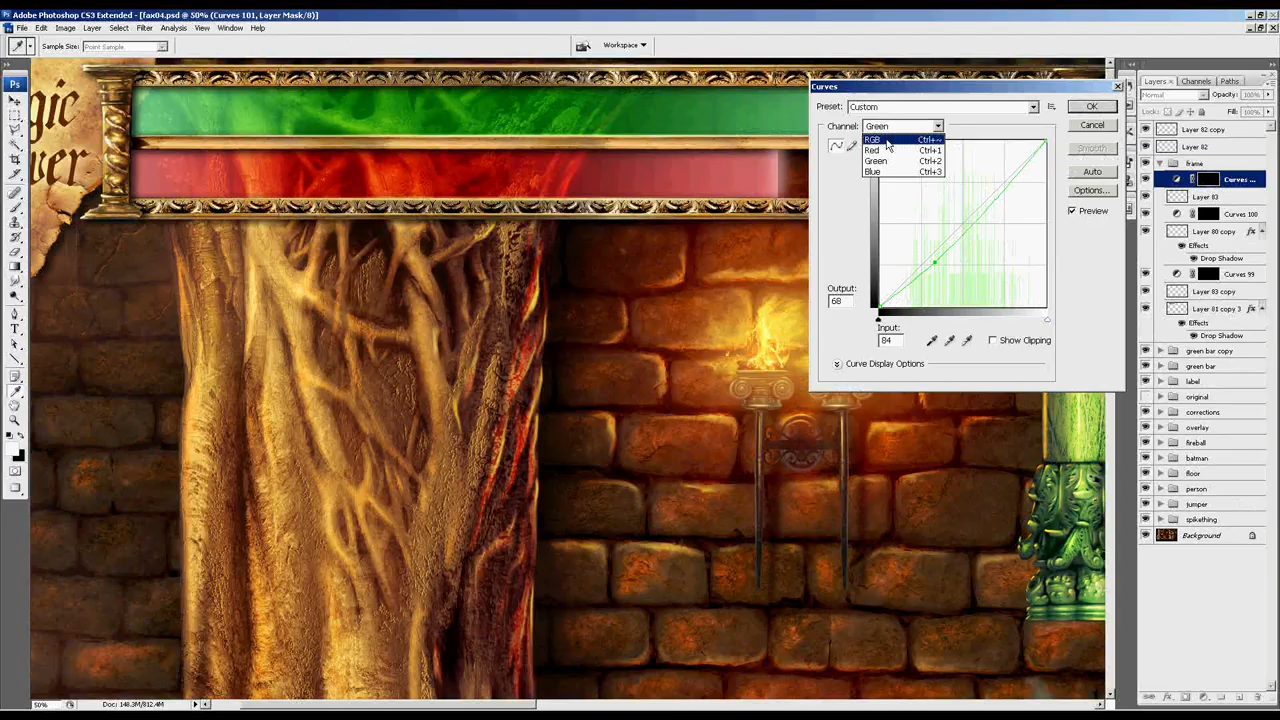 Adobe Photoshop CS3 Extended - [fax04.psd @ 50% (Curves 101, Layer Mask/8)]
File Edit Image Layer Select Filter Analysis View Window Help
Sample Size: Point Sample
Workspace
Ps
gic
wer
Curves
Preset: Custom
OK
Channel: Green
Cancel
RGB Ctrl+~
Red Ctrl+1
Green Ctrl+2
Blue Ctrl+3
Smooth
Auto
Options...
Preview
Output:
68
Input:
84
Show Clipping
Curve Display Options
Layers Channels Paths
Normal Opacity: 100%
Lock: Fill: 100%
Layer 82 copy
Layer 82
frame
Curves ...
Layer 83
Curves 100
Layer 80 copy fx
Effects
Drop Shadow
Curves 99
Layer 83 copy
Layer 81 copy 3 fx
Effects
Drop Shadow
green bar copy
green bar
label
original
corrections
overlay
fireball
batman
floor
person
jumper
spikething
Background
50% Doc: 148.3M/812.4M